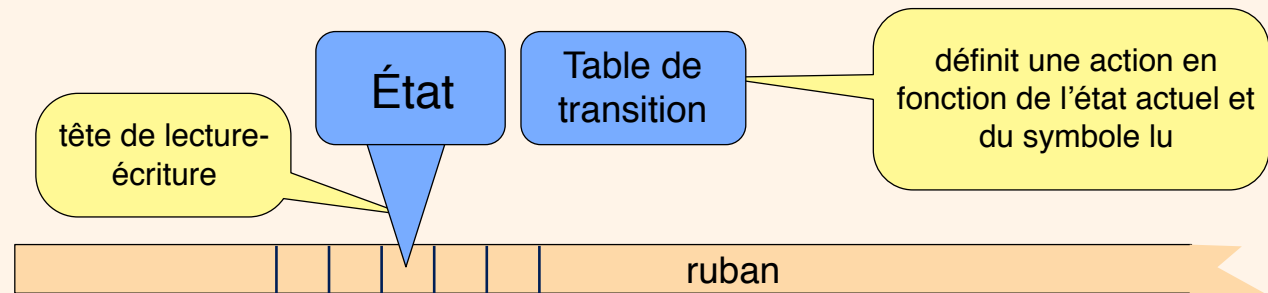 État
Table de
transition
définit une action en
fonction de l'état actuel et
du symbole lu
tête de lecture-
écriture
ruban